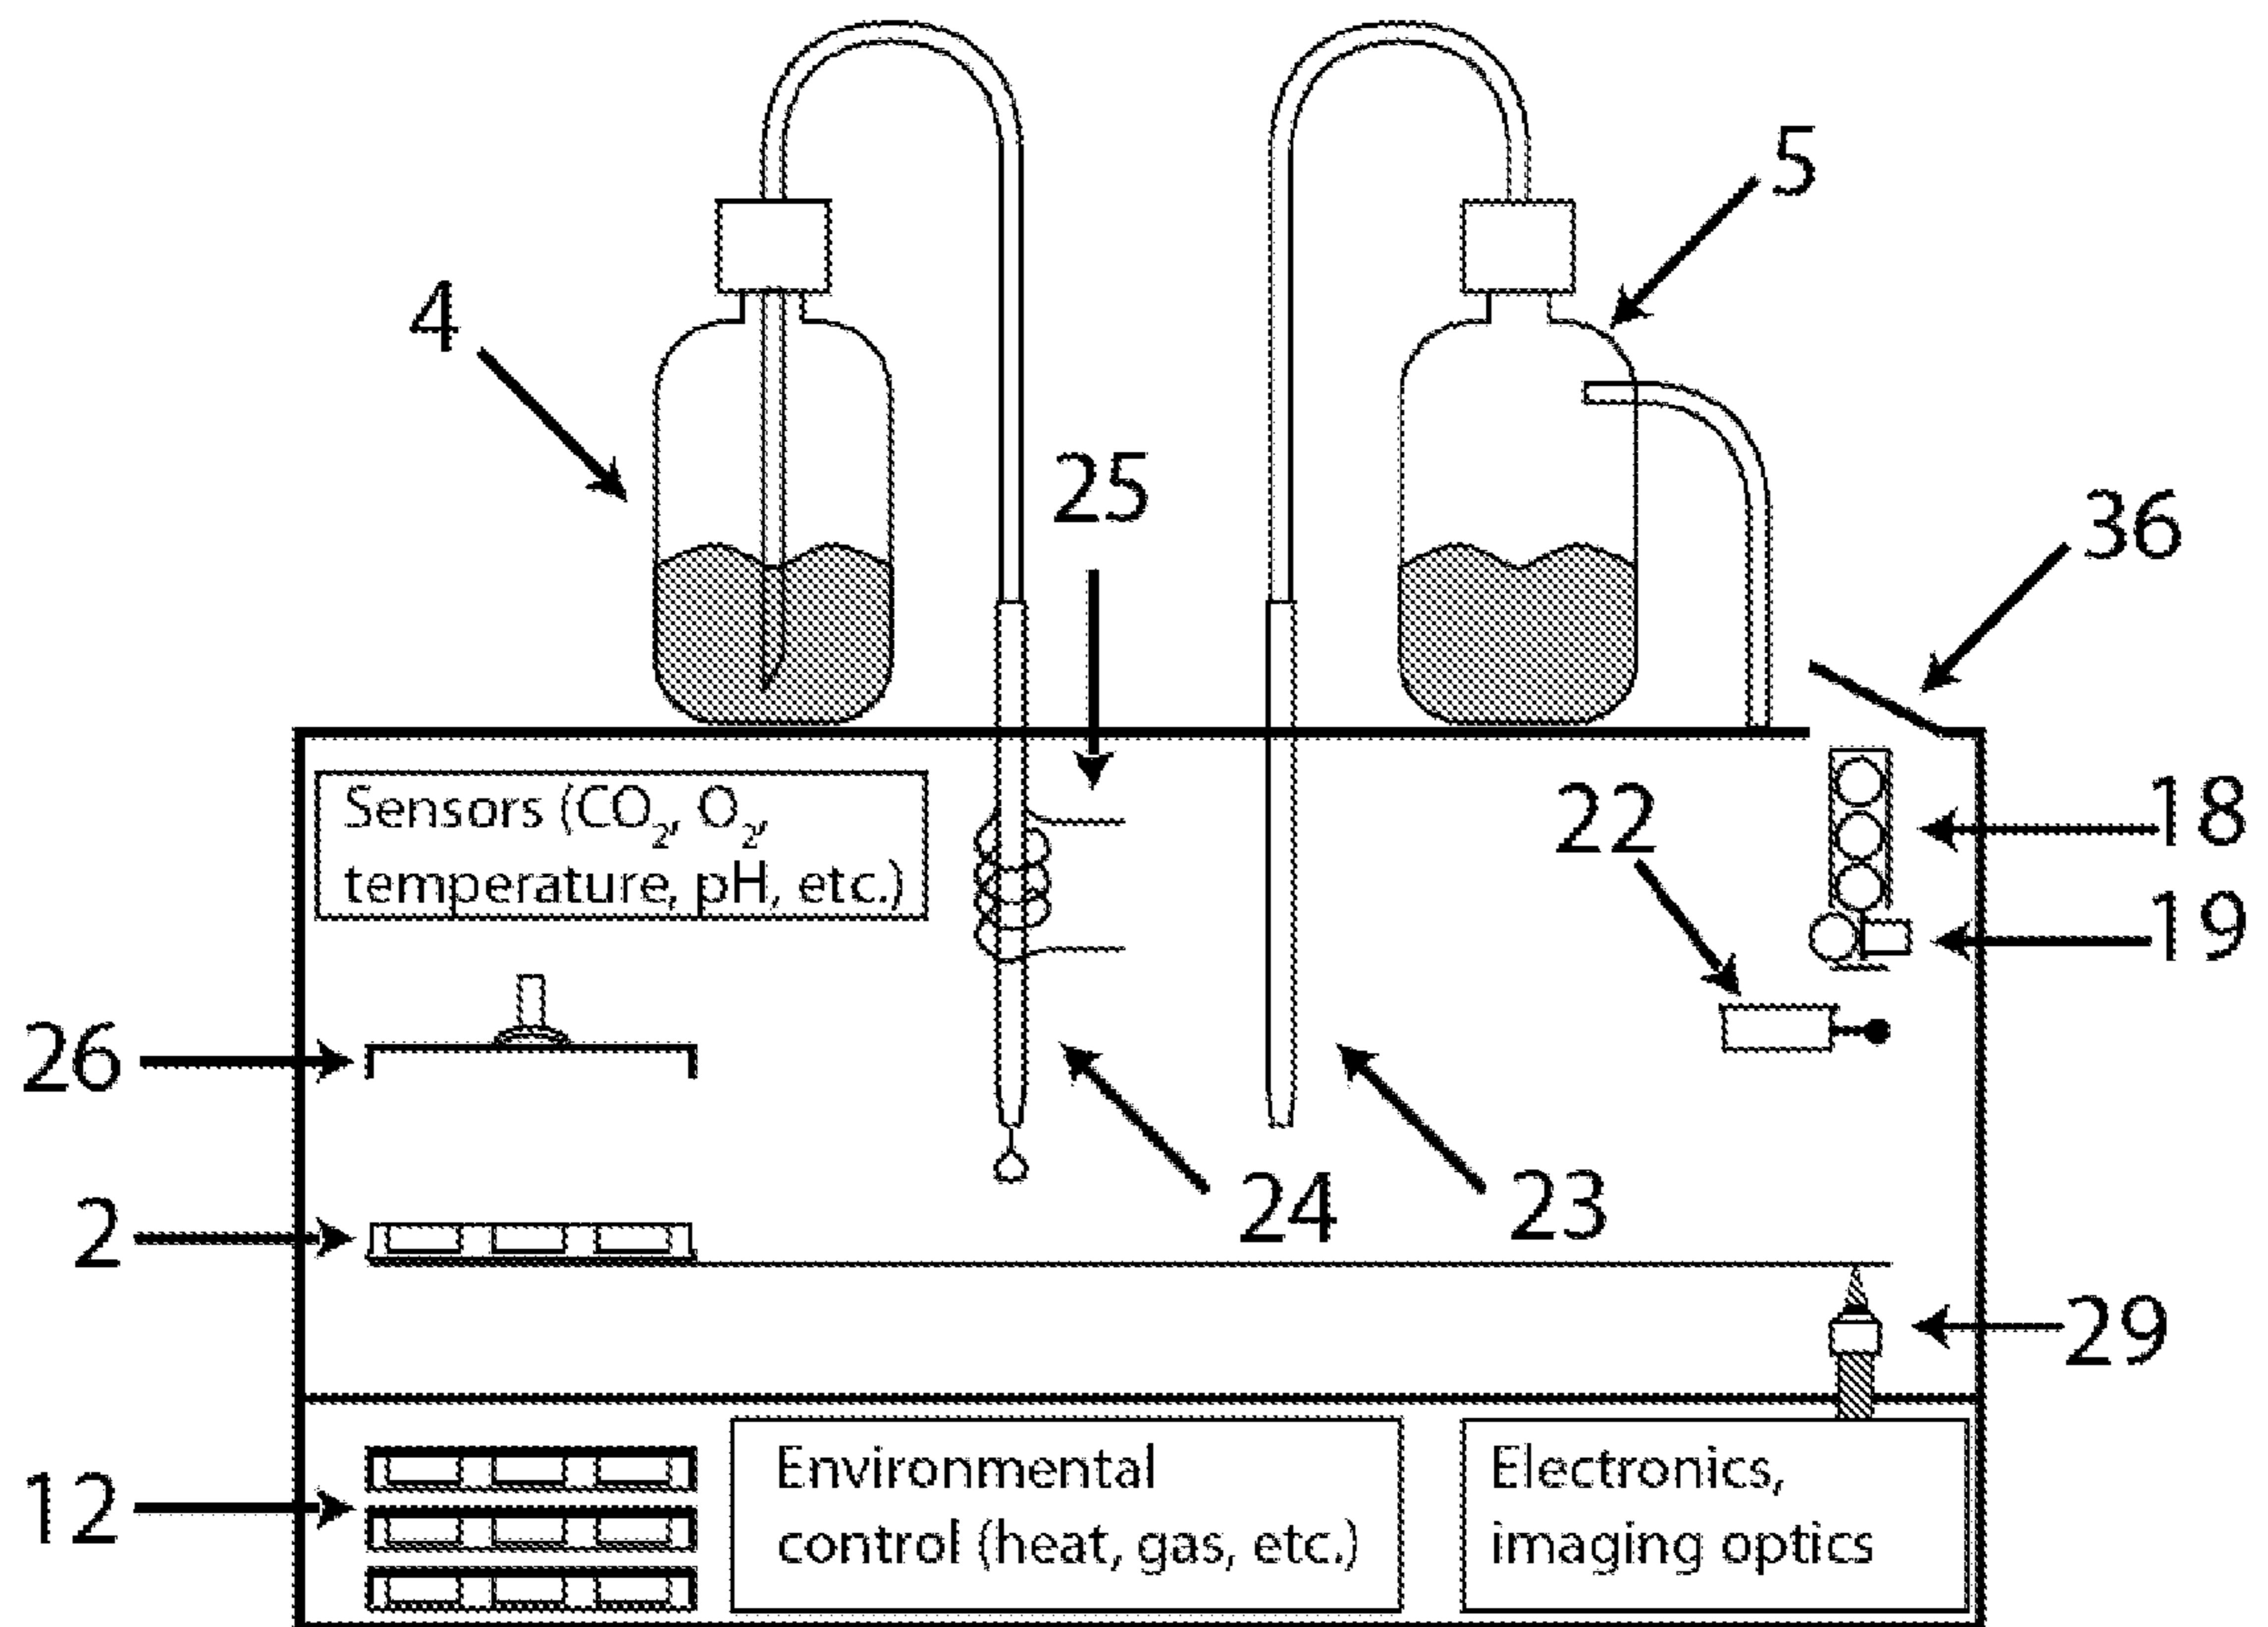 5
4
25
36
Sensors (CO₂, O₂,
temperature, pH, etc.)
22
18
19
26
24
23
2
29
12
Environmental
control (heat, gas, etc.)
Electronics,
imaging optics